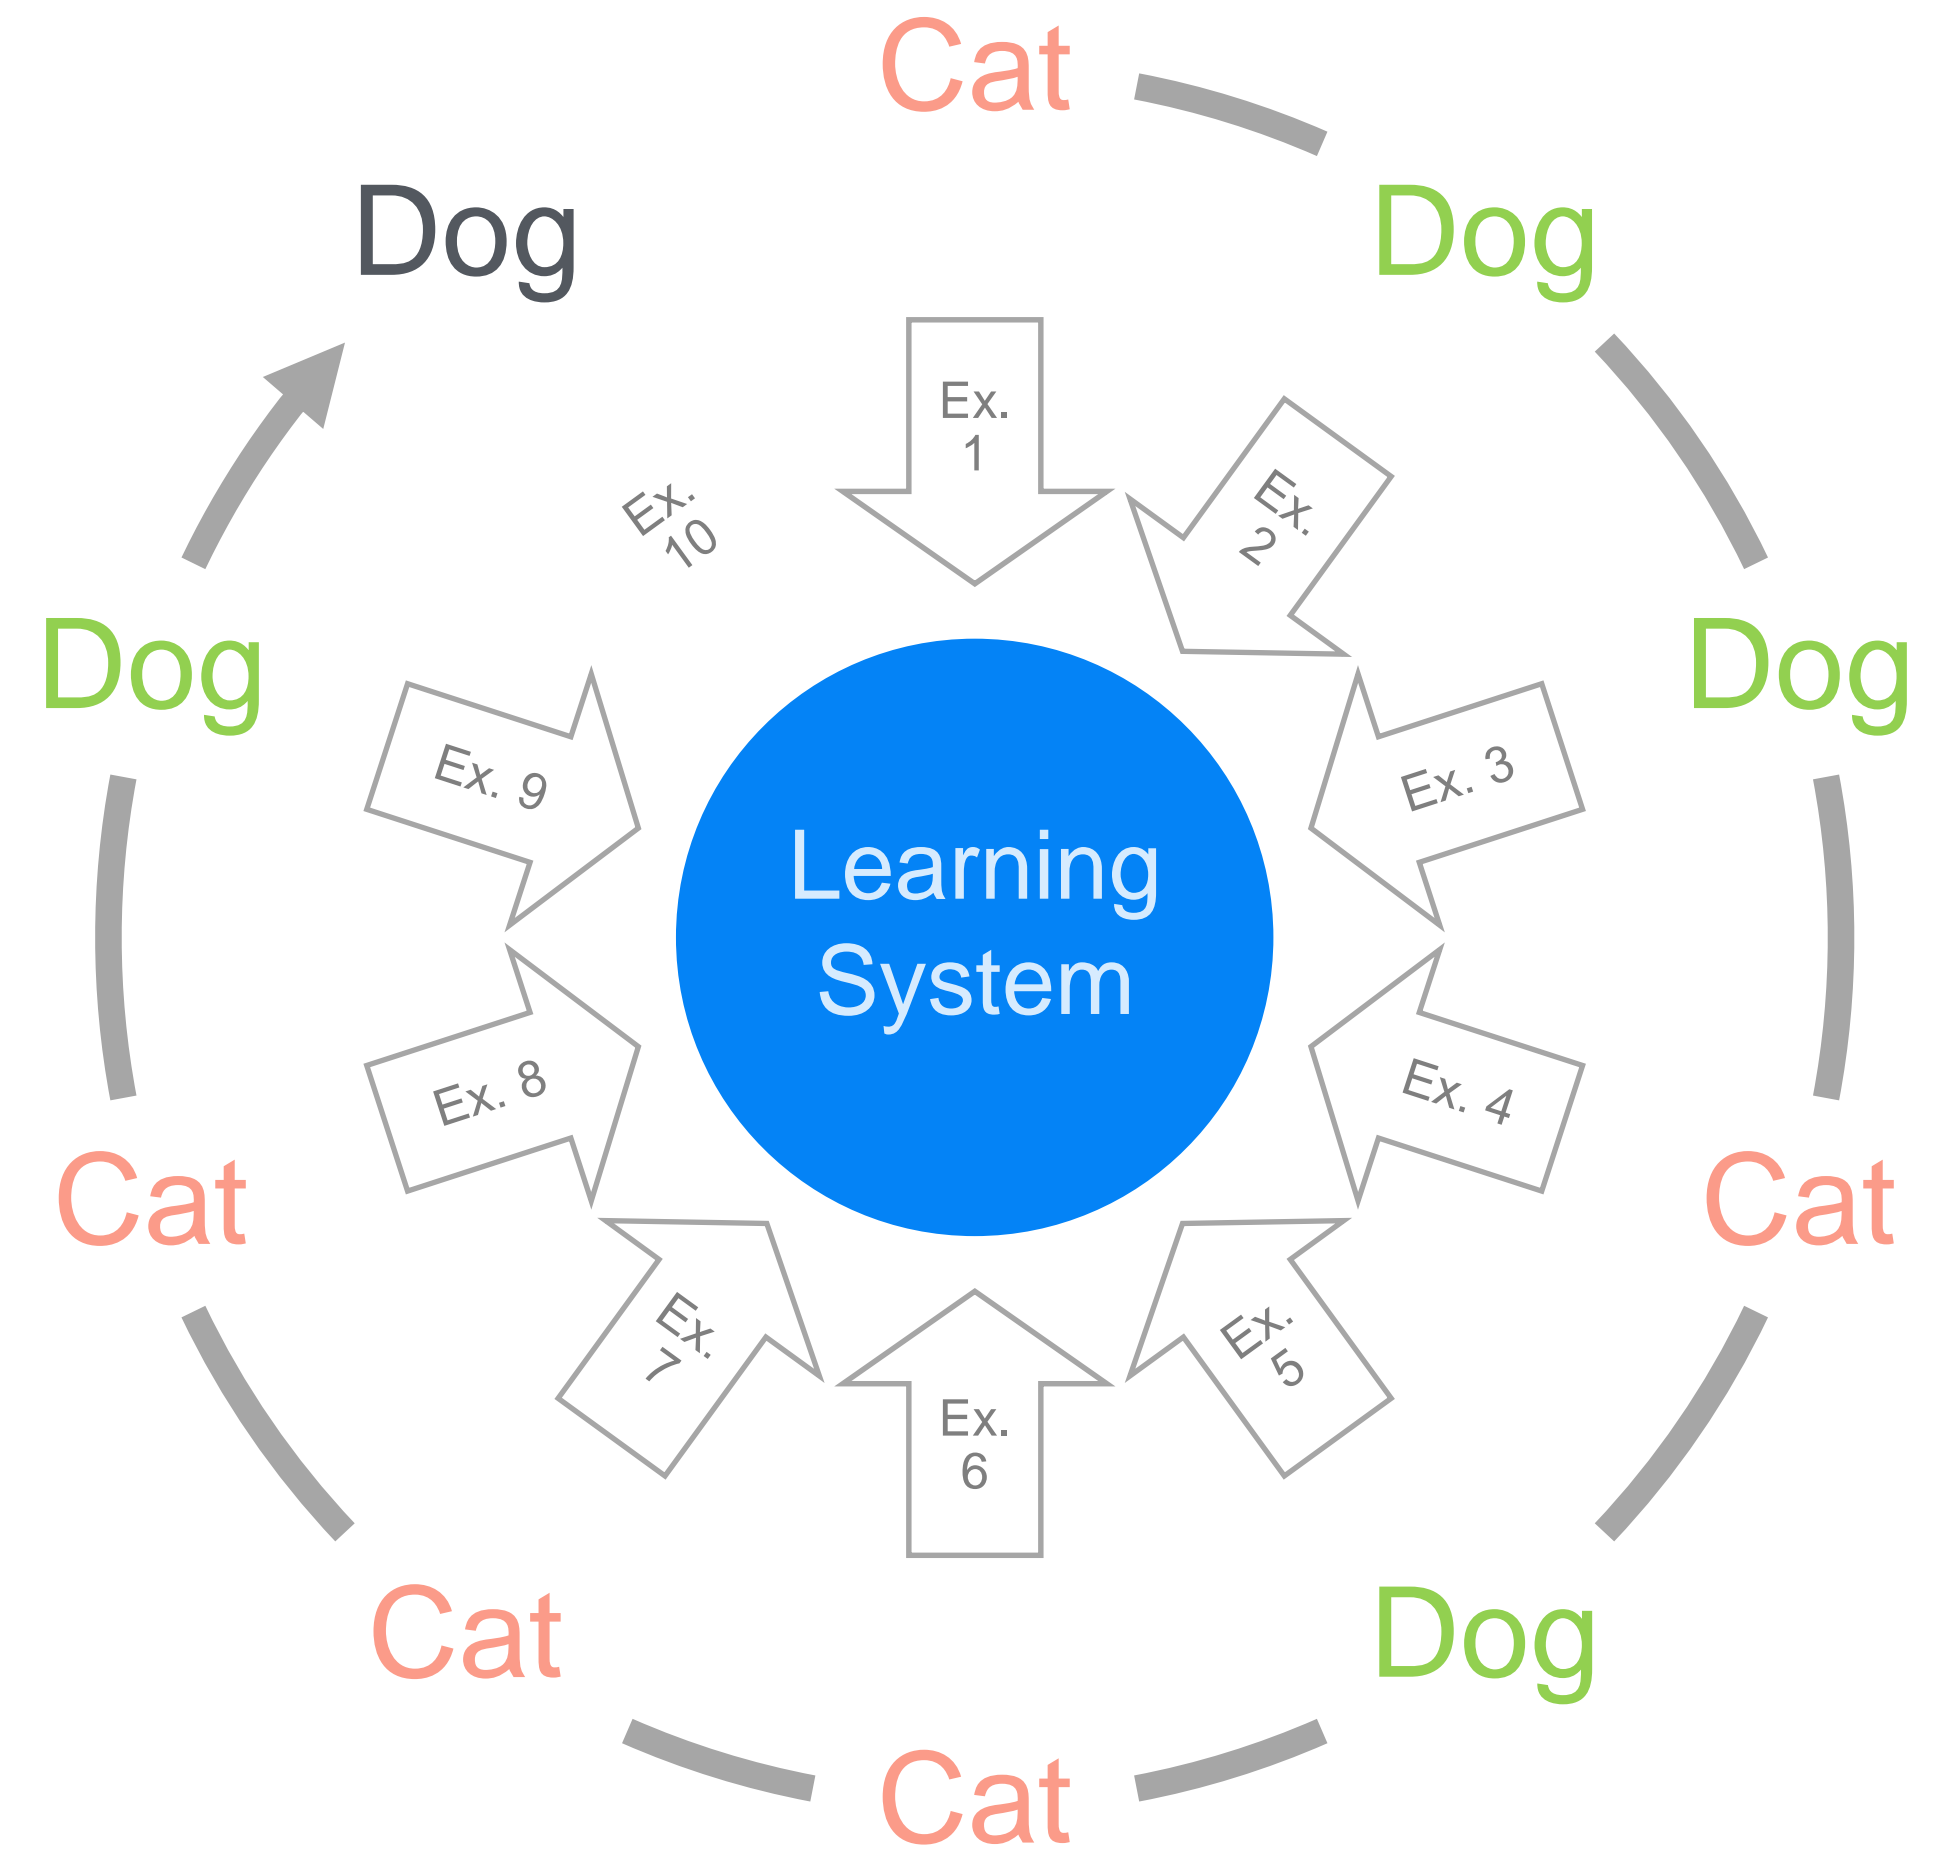 Cat
Dog
Dog
Cat
Dog
Cat
Cat
Cat
Dog
Dog
Ex.
1
Ex.
2
Ex. 3
Ex. 4
Ex.
5
Ex.
6
Ex.
7
Ex. 8
Ex. 9
Ex.
10
Learning
System